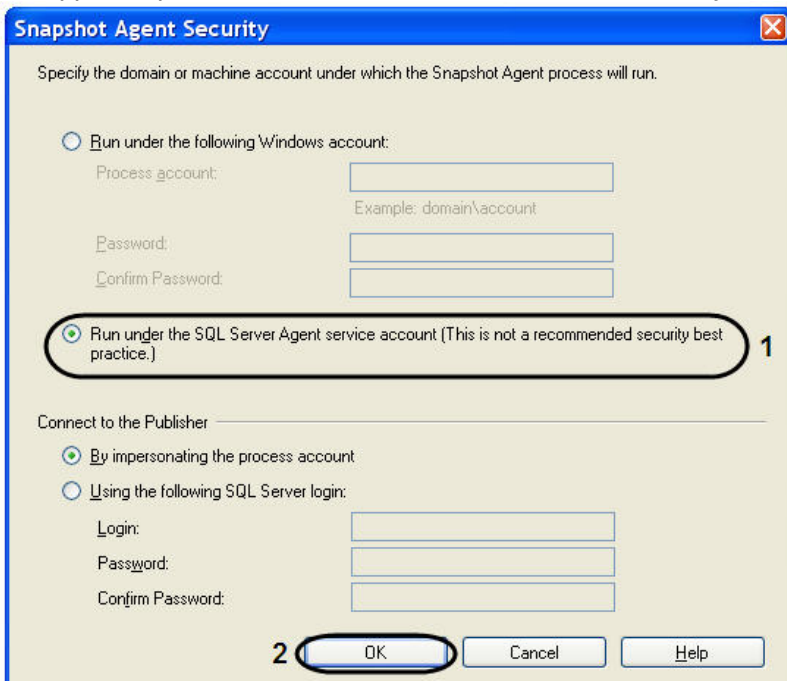 Snapshot Agent Security
Specify the domain or machine account under which the Snapshot Agent process will run.
Run under the following Windows account:
Process account:
Example: domain\account
Password:
Confirm Password:
Run under the SQL Server Agent service account (This is not a recommended security best
practice.)
1
Connect to the Publisher
By impersonating the process account
Using the following SQL Server login:
Login:
Password:
Confirm Password:
2 OK Cancel Help